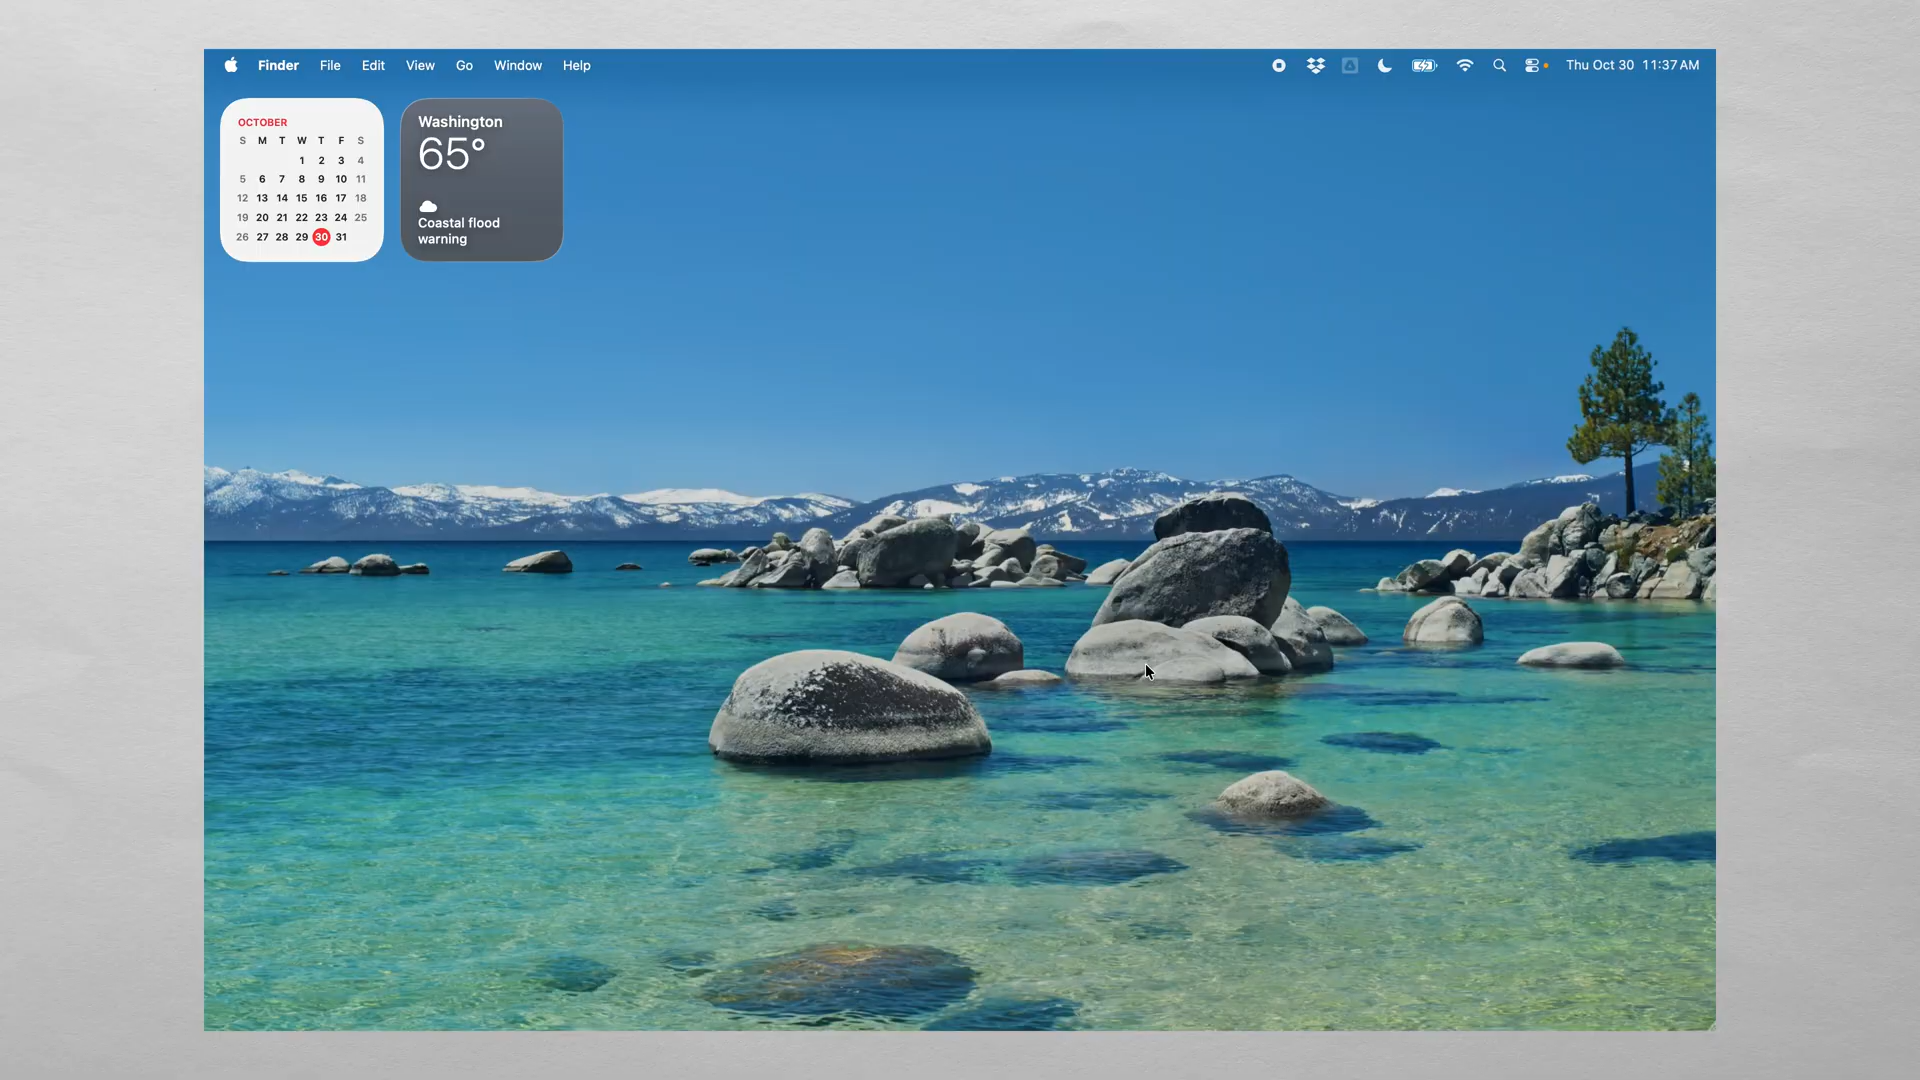 Finder File Edit View Go Window Help Thu Oct 30 11:37 AM
OCTOBER
S M T W T F S
1 2 3 4
5 6 7 8 9 10 11
12 13 14 15 16 17 18
19 20 21 22 23 24 25
26 27 28 29 30 31
Washington
65°
Coastal flood
warning